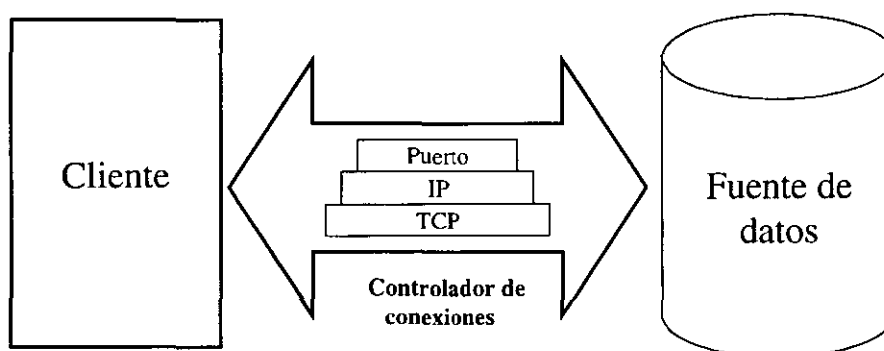 Cliente
Puerto
IP
TCP
Controlador de
conexiones
Fuente de
datos